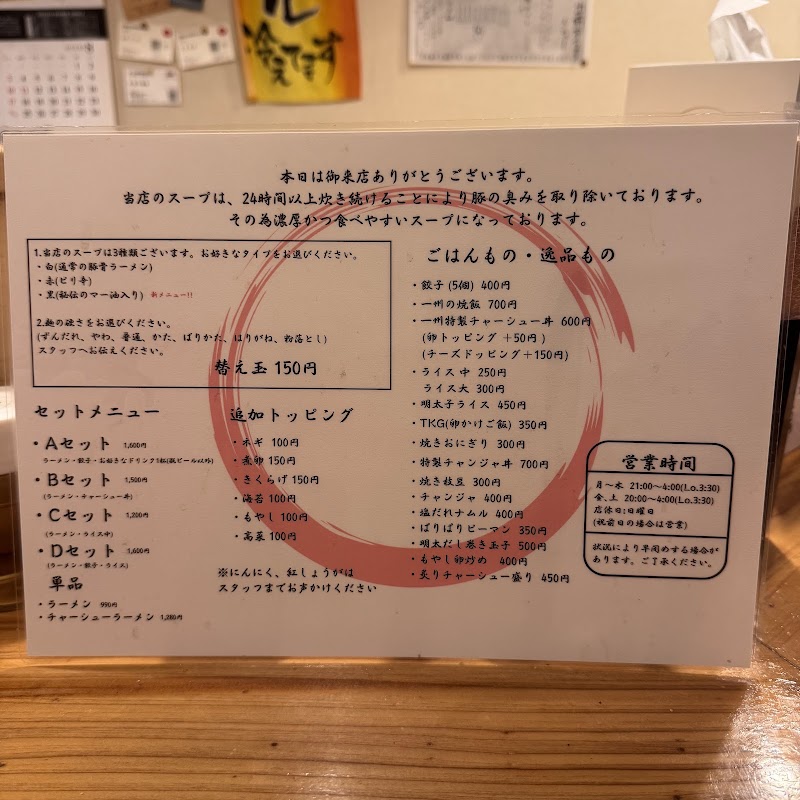 ル
冷えてます
本日は御来店ありがとうございます。
当店のスープは、24時間以上炊き続けることにより豚の臭みを取り除いております。
その為濃厚かつ食べやすいスープになっております。
1.当店のスープは3種類ございます。お好きなタイプをお選びください。
・白(通常の豚骨ラーメン)
・赤(ピリ辛)
・黒(秘伝のマー油入り) 新メニュー!!
2.麺の硬さをお選びください。
(ずんだれ、やわ、普通、かた、ばりかた、はりがね、粉落とし)
スタッフへお伝えください。
替え玉 150円
セットメニュー
・Aセット 1,600円
ラーメン・餃子・お好きなドリンク1杯(瓶ビール以外)
・Bセット 1,500円
(ラーメン・チャーシュー丼)
・Cセット 1,200円
(ラーメン・ライス中)
・Dセット 1,600円
(ラーメン・餃子・ライス)
単品
・ラーメン 990円
・チャーシューラーメン 1,280円
追加トッピング
・ネギ 100円
・煮卵 150円
・きくらげ 150円
・海苔 100円
・もやし 100円
・高菜 100円
※にんにく、紅しょうがは
スタッフまでお声かけください
ごはんもの・逸品もの
・餃子(5個) 400円
・一州の焼飯 700円
・一州特製チャーシュー丼 600円
(卵トッピング +50円)
(チーズドッピング+150円)
・ライス 中 250円
ライス大 300円
・明太子ライス 450円
・TKG(卵かけご飯) 350円
・焼きおにぎり 300円
・特製チャンジャ丼 700円
・焼き枝豆 300円
・チャンジャ 400円
・塩だれナムル 400円
・ばりばりピーマン 350円
・明太だし巻き玉子 500円
・もやし卵炒め 400円
・炙りチャーシュー盛り 450円
営業時間
月〜木 21:00〜4:00(l.o.3:30)
金、土 20:00〜4:00(l.o.3:30)
店休日:日曜日
(祝前日の場合は営業)
状況により早閉めする場合が
あります。ご了承ください。